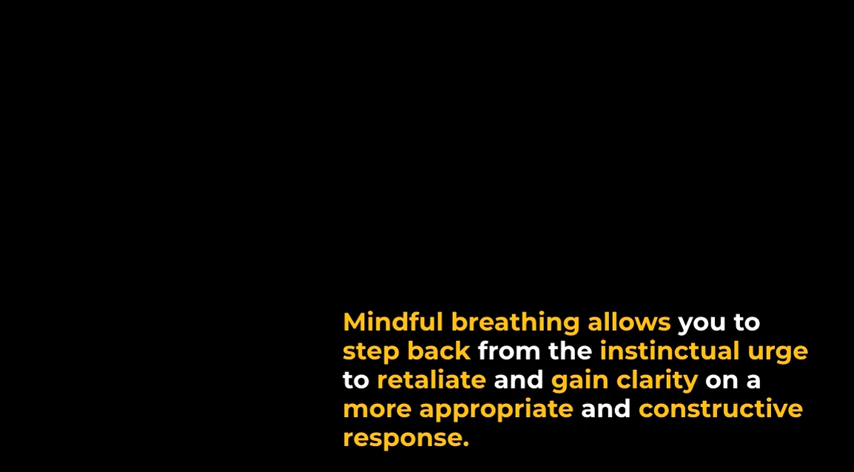 Mindful breathing allows you to
step back from the instinctual urge
to retaliate and gain clarity on a
more appropriate and constructive
response.